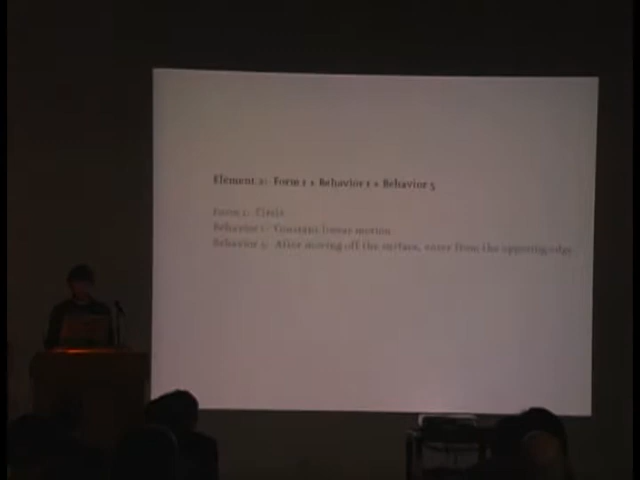 Element 2: Form 1 + Behavior 1 + Behavior 5
Form 1: Circle
Behavior 1: Constant linear motion
Behavior 5: After moving off the surface, enter from the opposing edge